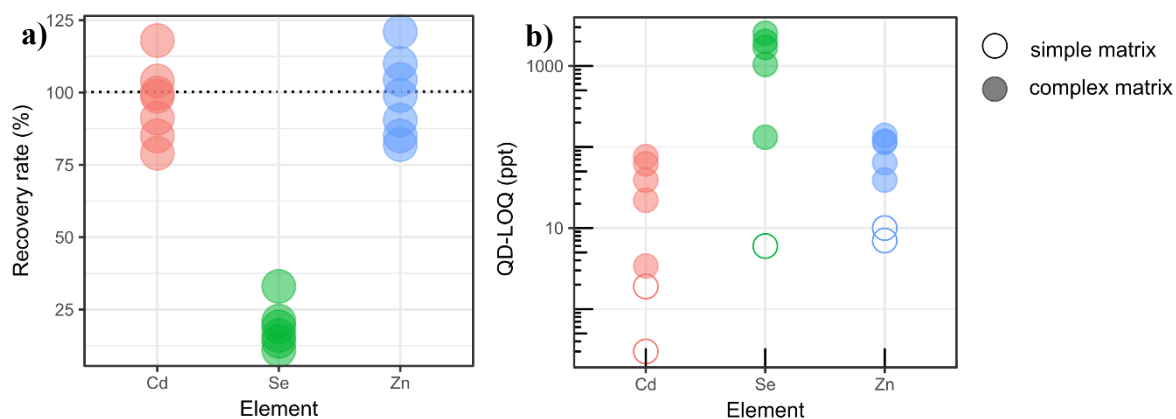 a)
Recovery rate (%)
125
100
75
50
25
Cd
Se
Zn
Element
b)
QD-LOQ (ppt)
1000
10
Cd
Se
Zn
Element
simple matrix
complex matrix